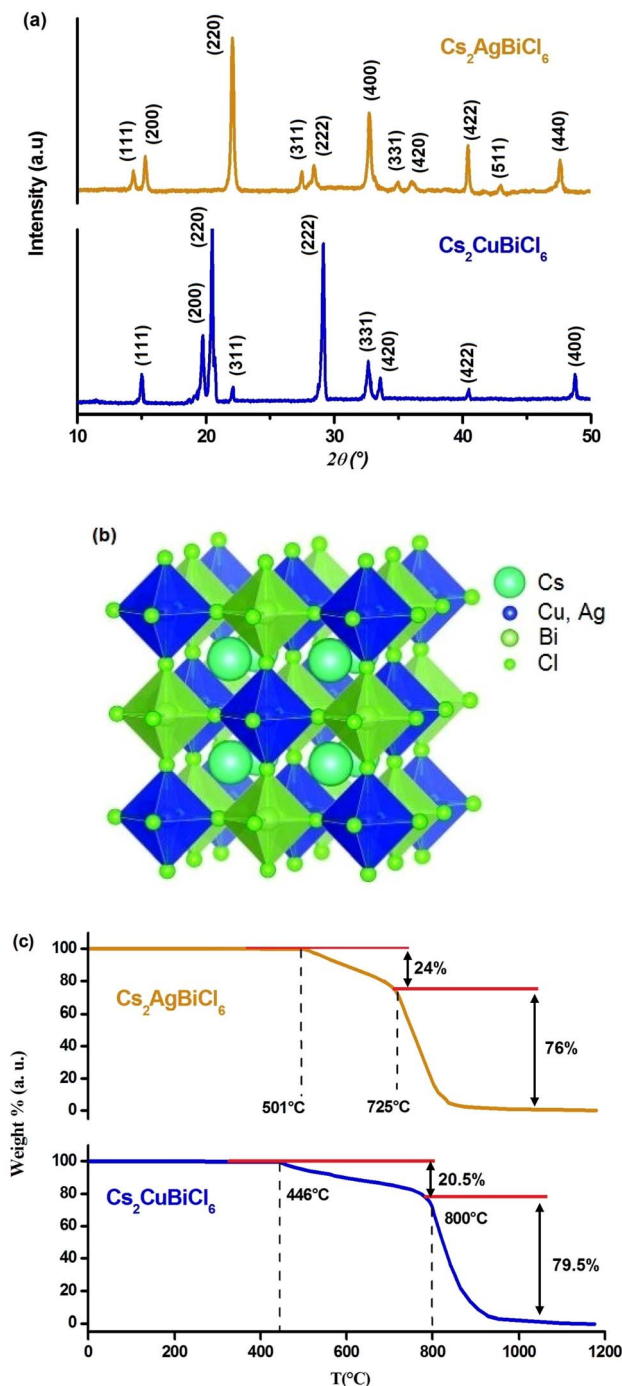 (a)
Cs₂AgBiCl₆
(111)
(200)
(220)
(311)
(222)
(400)
(331)
(420)
(422)
(511)
(440)
Intensity (a.u)
Cs₂CuBiCl₆
(111)
(200)
(220)
(311)
(222)
(331)
(420)
(422)
(400)
10 20 30 40 50
2θ (°)
(b)
Cs
Cu, Ag
Bi
Cl
(c)
100
80
60
40
20
0
Cs₂AgBiCl₆
24%
76%
501°C
725°C
Weight % (a. u.)
100
80
60
40
20
0
Cs₂CuBiCl₆
446°C
20.5%
800°C
79.5%
0 200 400 600 800 1000 1200
T(°C)